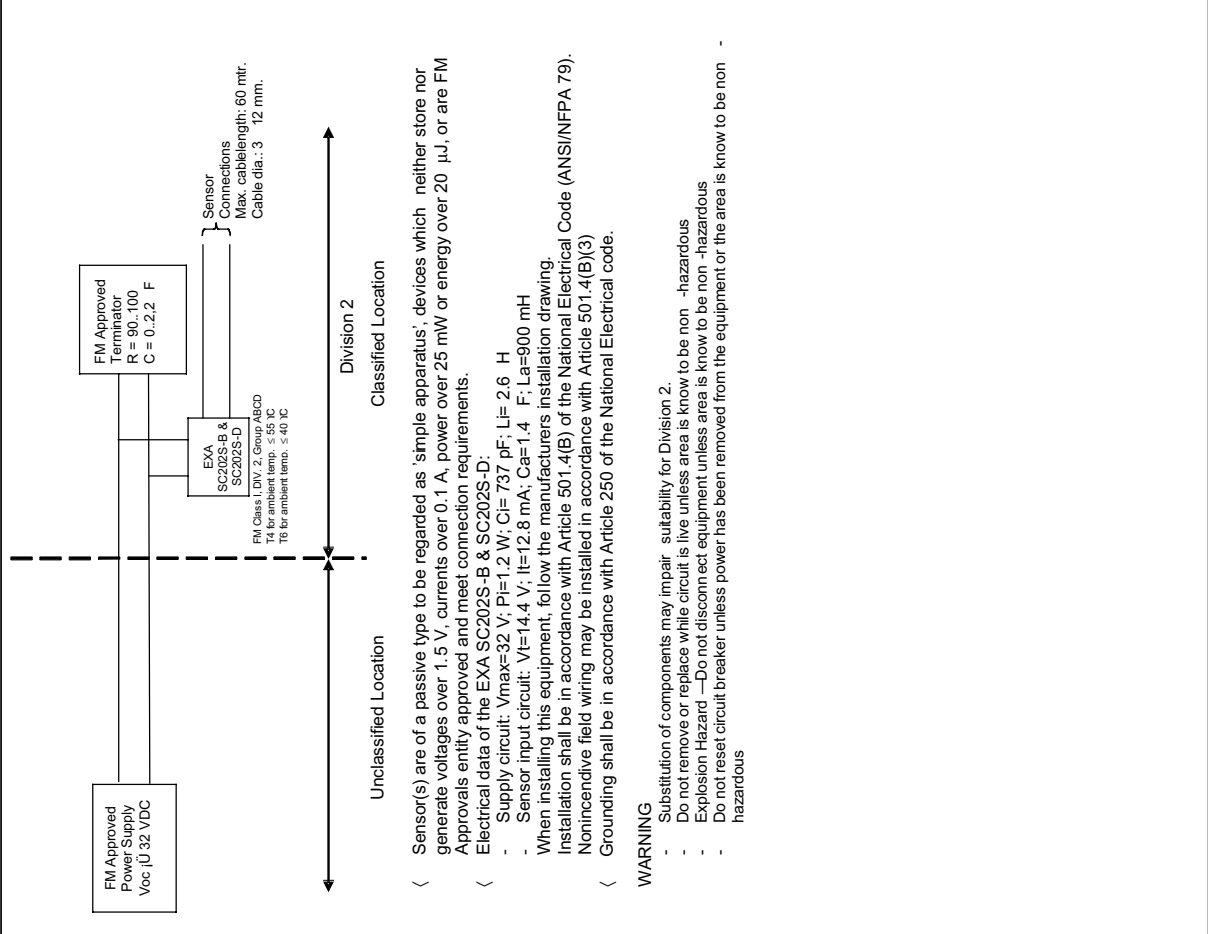 FM Approved
Power Supply
Voc ¡Ü 32 VDC
FM Approved
Terminator
R = 90..100
C = 0..2,2 F
EXA
SC202S-B &
SC202S-D
FM Class I, DIV. 2, Group ABCD
T4 for ambient temp. ≤ 55 ïC
T6 for ambient temp. ≤ 40 ïC
Sensor
Connections
Max. cablelength: 60 mtr.
Cable dia.: 3 12 mm.
Division 2
Unclassified Location
Classified Location
〈 Sensor(s) are of a passive type to be regarded as 'simple apparatus', devices which neither store nor
generate voltages over 1.5 V, currents over 0.1 A, power over 25 mW or energy over 20 μJ, or are FM
Approvals entity approved and meet connection requirements.
〈 Electrical data of the EXA SC202S-B & SC202S-D:
- Supply circuit: Vmax=32 V; Pi=1.2 W; Ci= 737 pF; Li= 2.6 H
- Sensor input circuit: Vt=14.4 V; It=12.8 mA; Ca=1.4 F; La=900 mH
When installing this equipment, follow the manufacturers installation drawing.
Installation shall be in accordance with Article 501.4(B) of the National Electrical Code (ANSI/NFPA 79).
Nonincendive field wiring may be installed in accordance with Article 501.4(B)(3)
〈 Grounding shall be in accordance with Article 250 of the National Electrical code.
WARNING
- Substitution of components may impair suitability for Division 2.
- Do not remove or replace while circuit is live unless area is know to be non -hazardous
- Explosion Hazard —Do not disconnect equipment unless area is know to be non -hazardous
- Do not reset circuit breaker unless power has been removed from the equipment or the area is know to be non -
hazardous